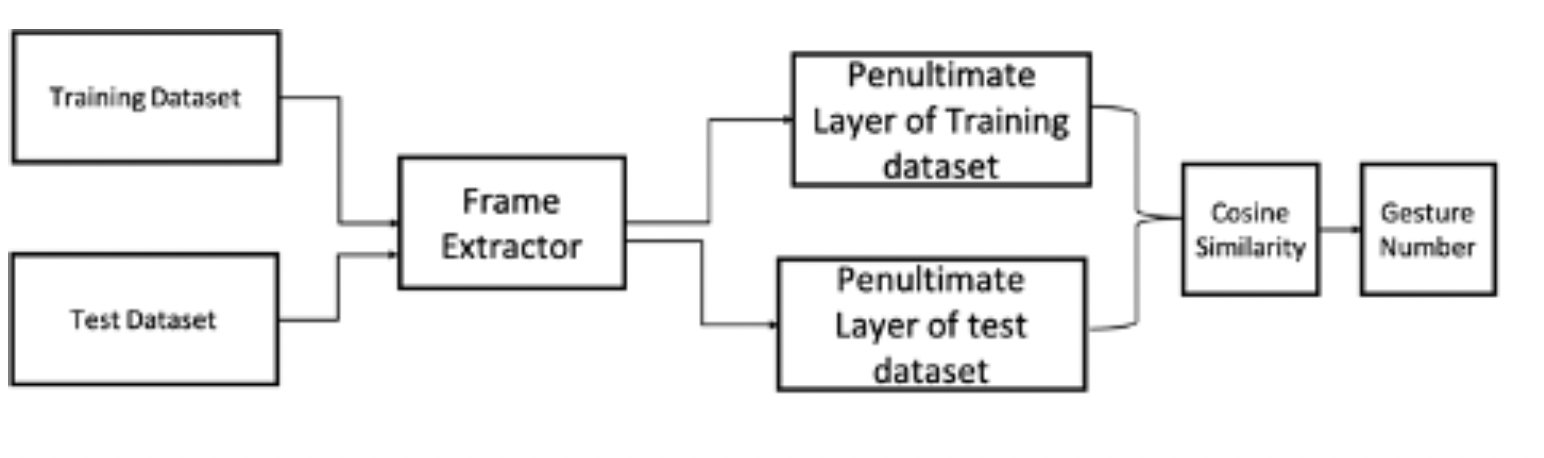 Training Dataset
Test Dataset
Frame
Extractor
Penultimate
Layer of Training
dataset
Penultimate
Layer of test
dataset
Cosine
Similarity
Gesture
Number